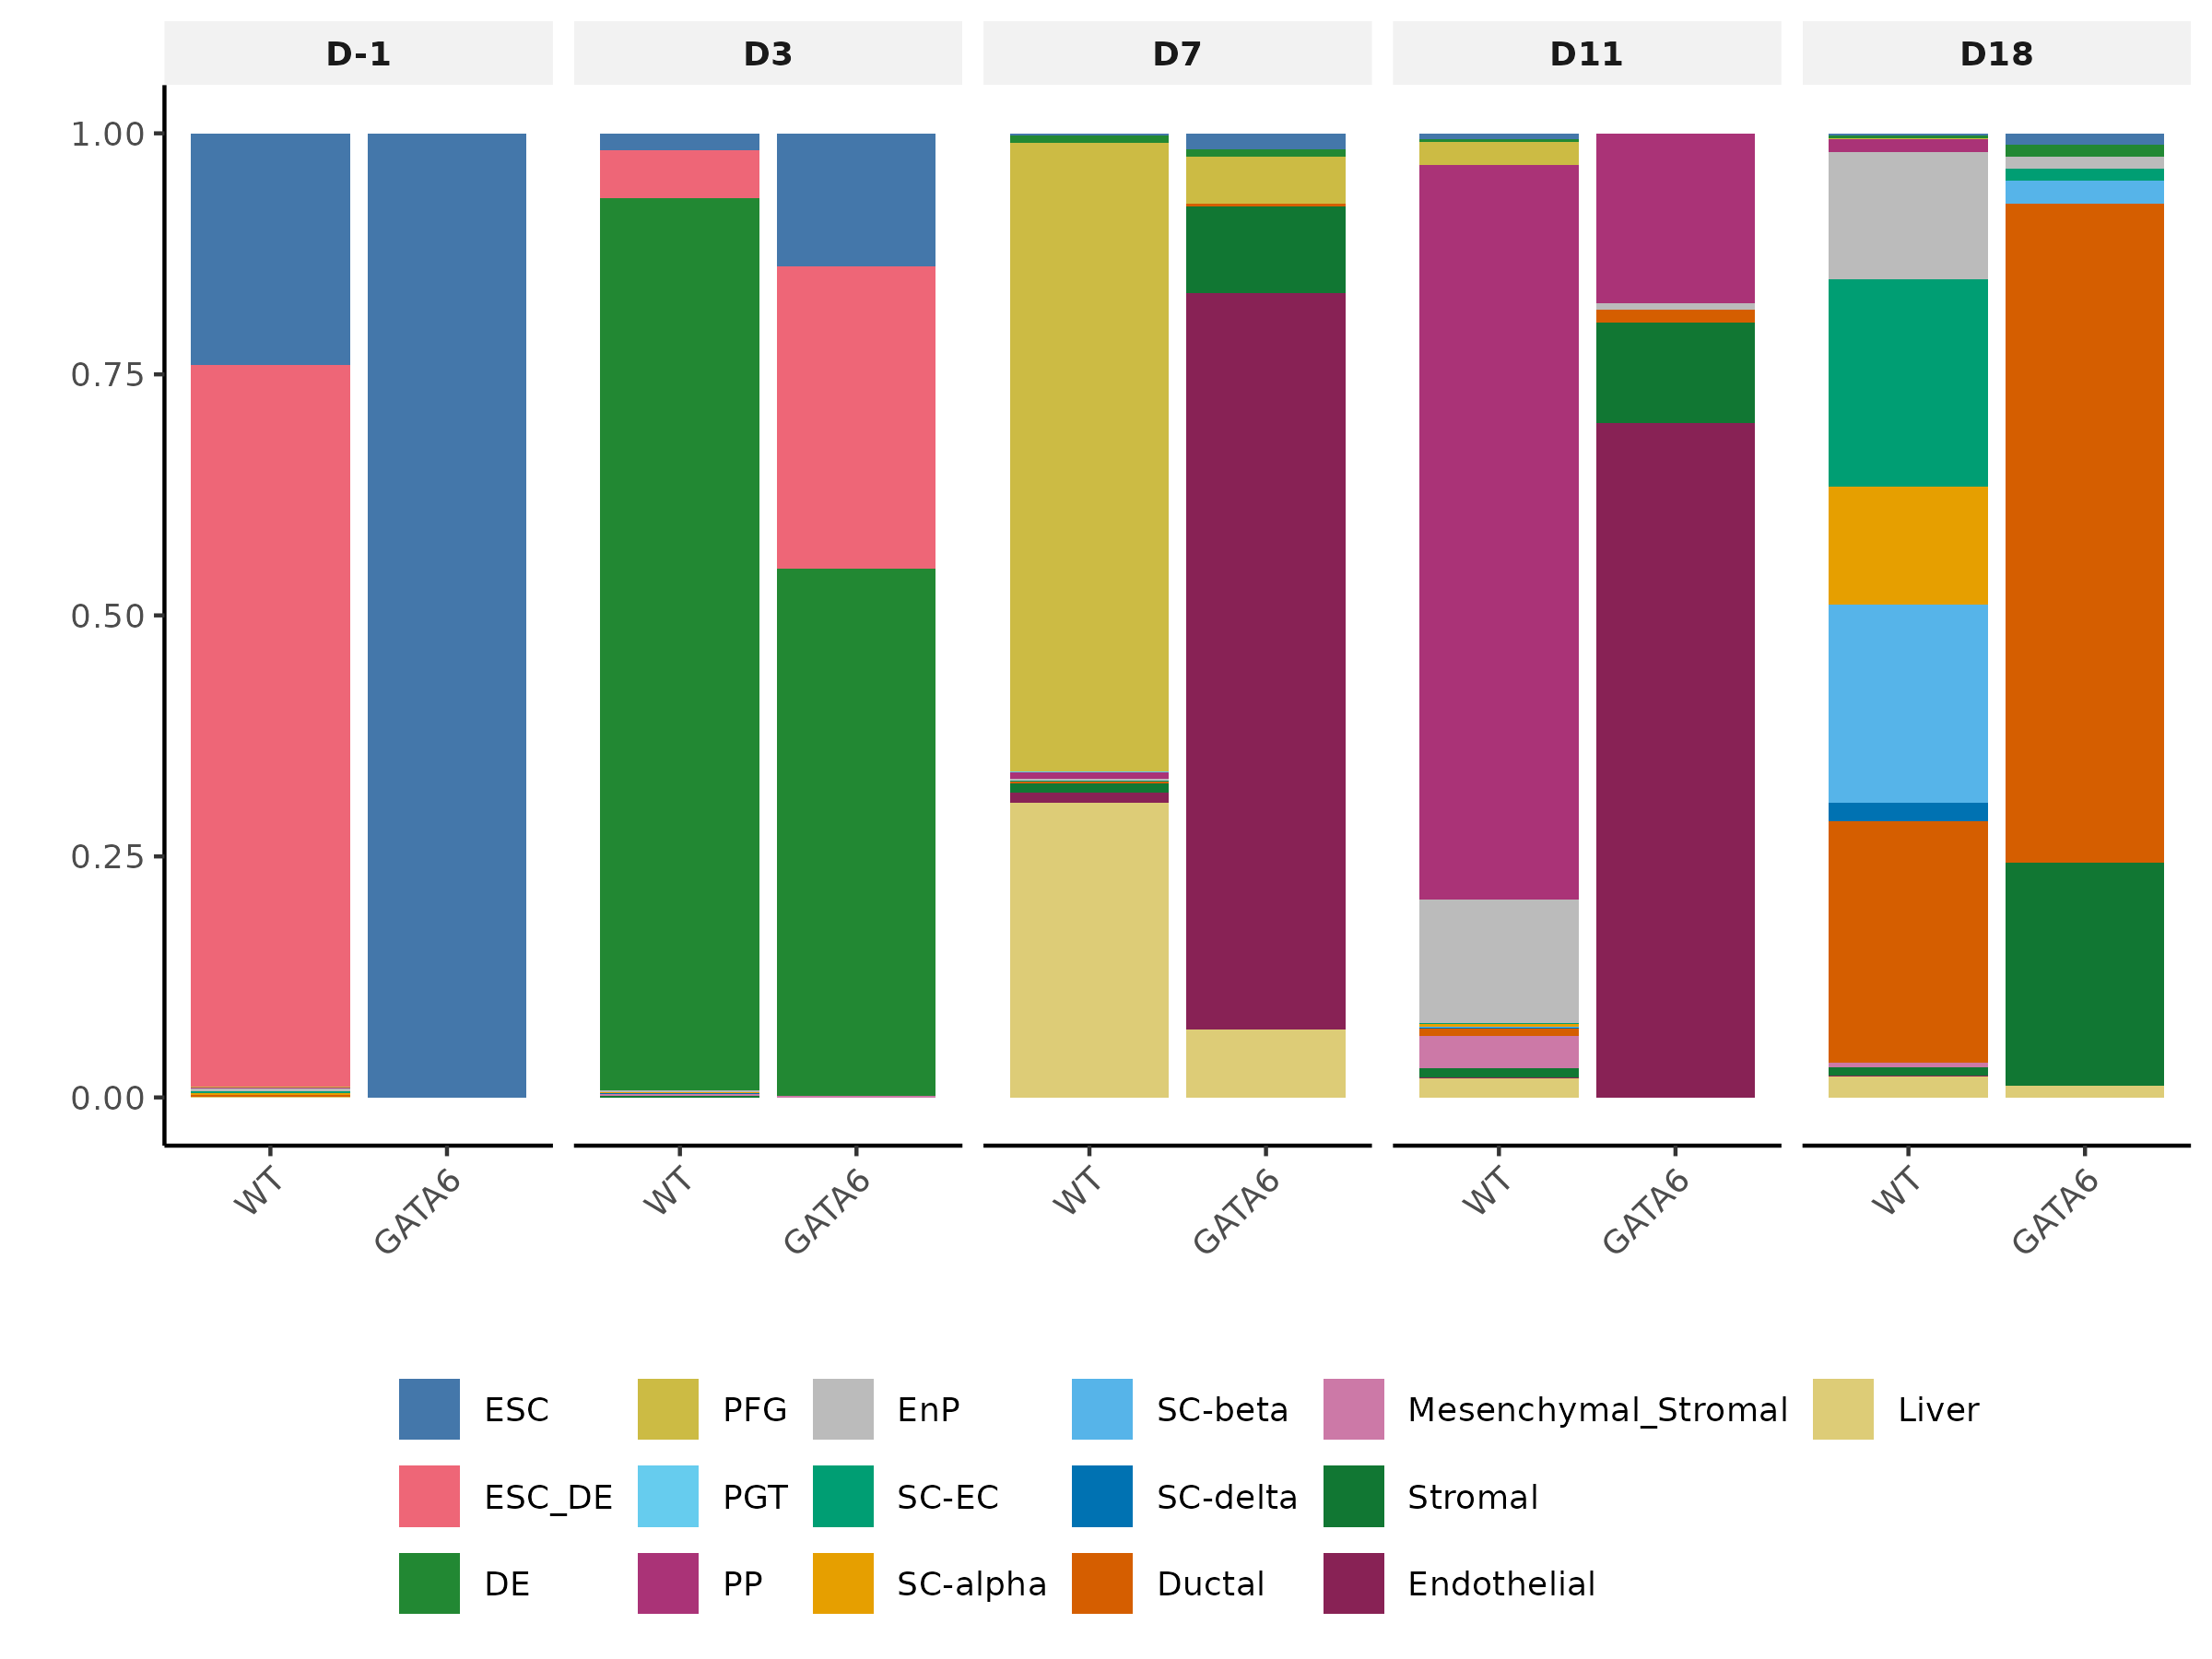 D-1 D3 D7 D11 D18
1.00
0.75
0.50
0.25
0.00
WT GATA6 WT GATA6 WT GATA6 WT GATA6 WT GATA6
ESC PFG EnP SC-beta Mesenchymal_Stromal Liver
ESC_DE PGT SC-EC SC-delta Stromal
DE PP SC-alpha Ductal Endothelial